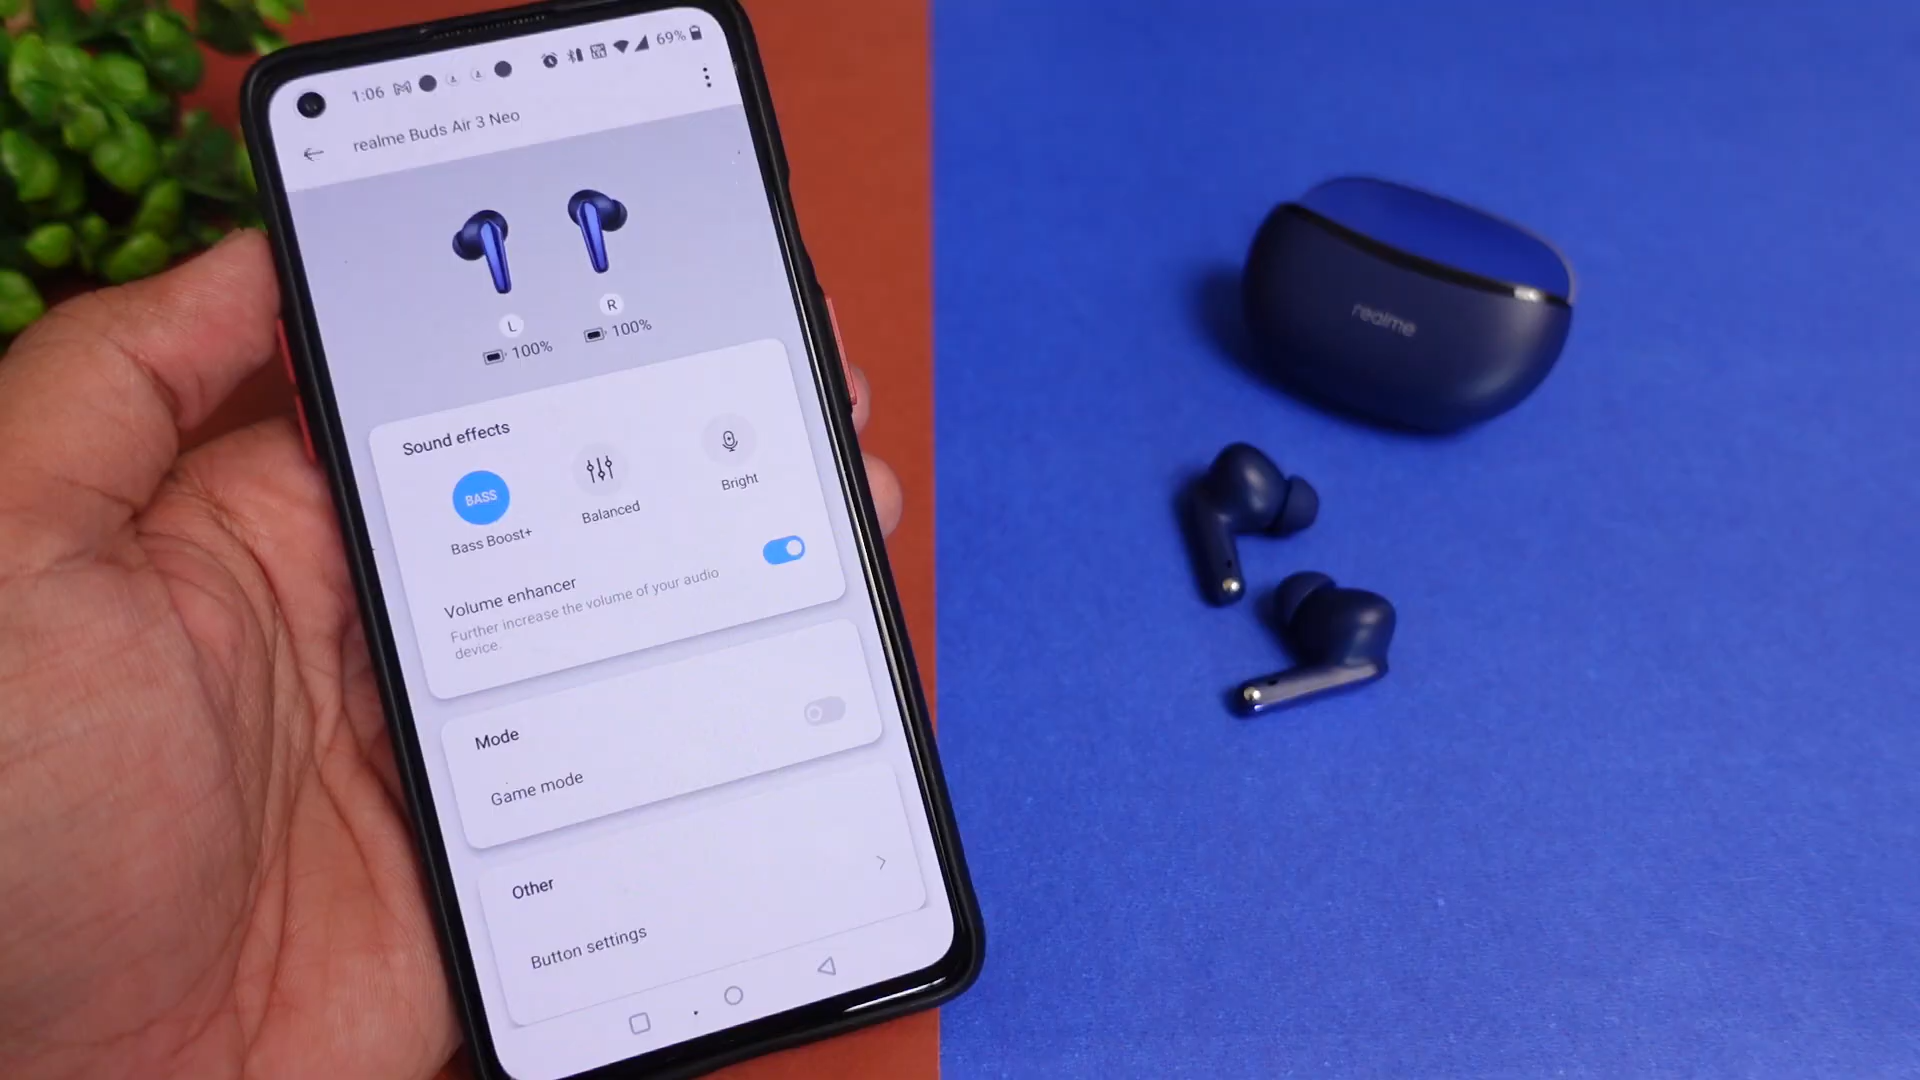 1:06
69%
realme Buds Air 3 Neo
L
R
100%
100%
Sound effects
BASS
Bass Boost+
Balanced
Bright
Volume enhancer
Further increase the volume of your audio
device.
Mode
Game mode
Other
Button settings
realme